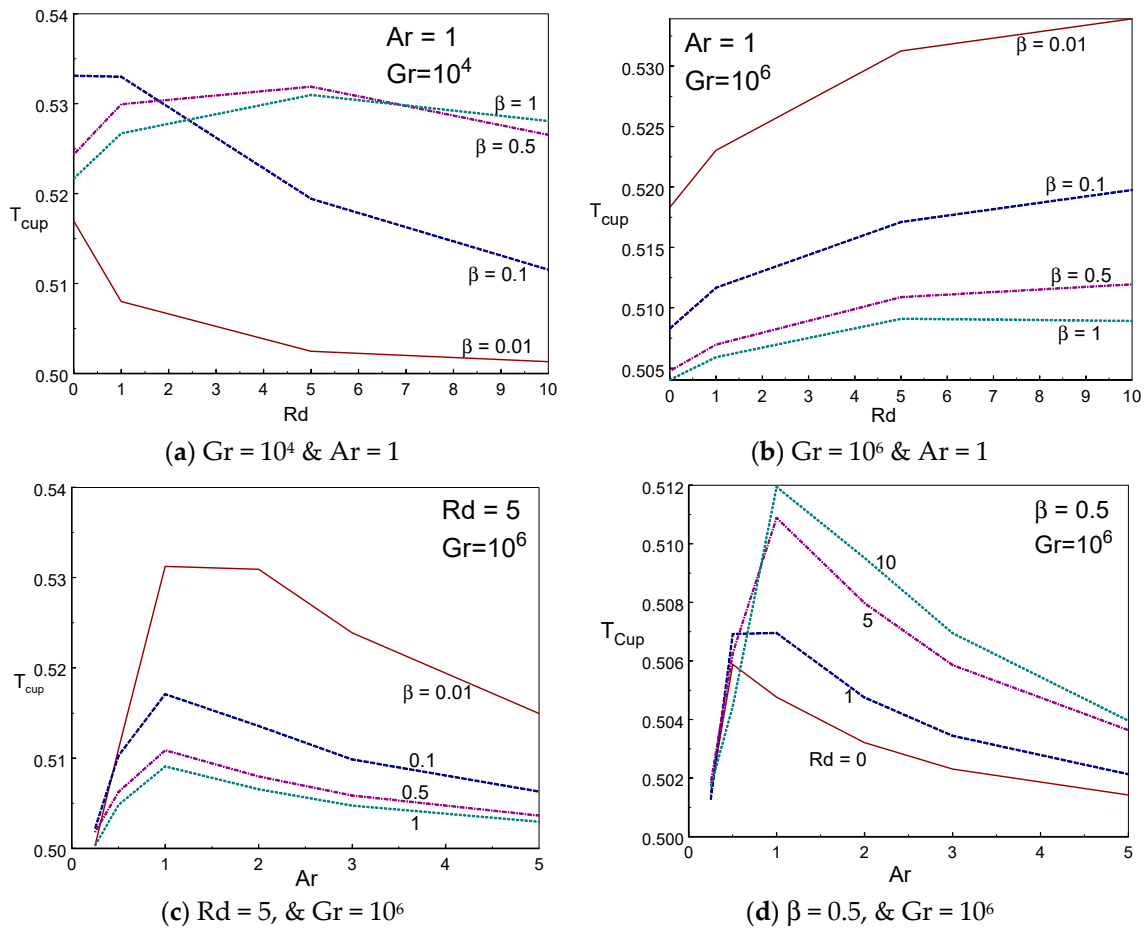 Ar = 1
Gr=10⁴
0.54
0.53
0.52
T_cup
0.51
0.50
β = 1
β = 0.5
β = 0.1
β = 0.01
0 1 2 3 4 5 6 7 8 9 10
Rd
(a) Gr = 10⁴ & Ar = 1
Ar = 1
Gr=10⁶
0.530
0.525
0.520
T_cup
0.515
0.510
0.505
β = 0.01
β = 0.1
β = 0.5
β = 1
0 1 2 3 4 5 6 7 8 9 10
Rd
(b) Gr = 10⁶ & Ar = 1
Rd = 5
Gr=10⁶
0.54
0.53
0.52
T_cup
0.51
0.50
β = 0.01
0.1
0.5
1
0 1 2 3 4 5
Ar
(c) Rd = 5, & Gr = 10⁶
β = 0.5
Gr=10⁶
0.512
0.510
0.508
T_Cup
0.506
0.504
0.502
0.500
10
5
1
Rd = 0
0 1 2 3 4 5
Ar
(d) β = 0.5, & Gr = 10⁶